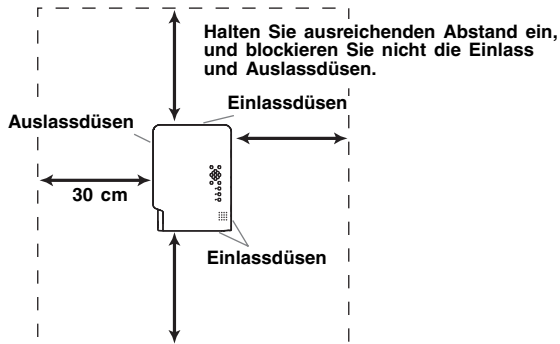 Halten Sie ausreichenden Abstand ein,
und blockieren Sie nicht die Einlass
und Auslassdüsen.
Einlassdüsen
Auslassdüsen
30 cm
Einlassdüsen